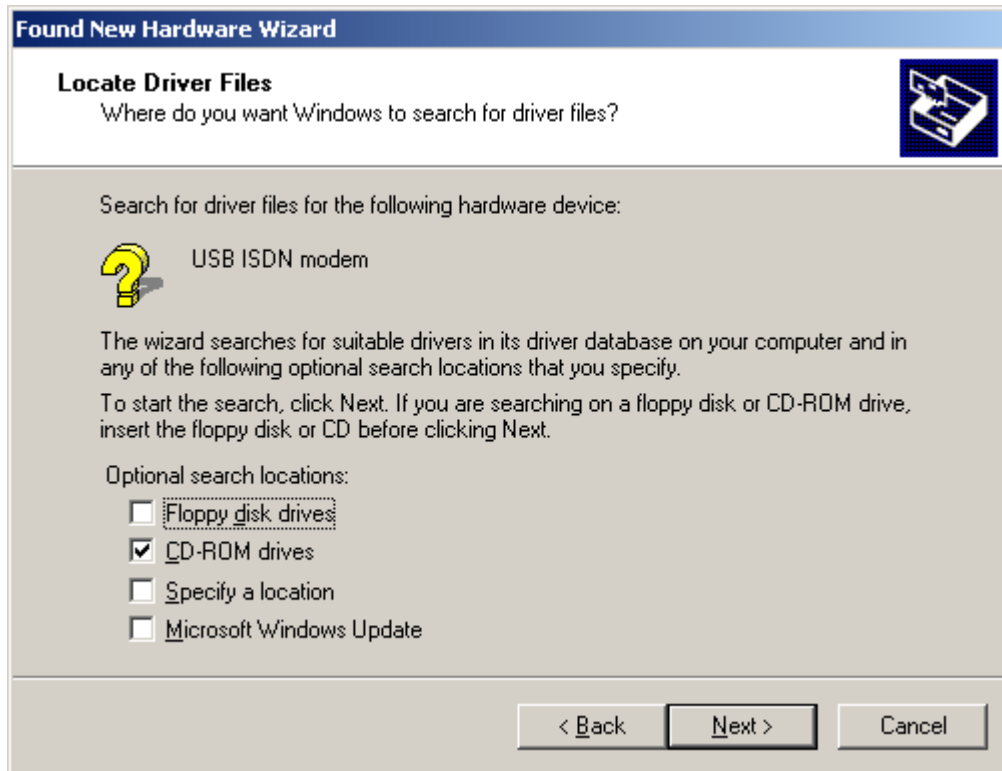 Found New Hardware Wizard
Locate Driver Files
Where do you want Windows to search for driver files?
Search for driver files for the following hardware device:
USB ISDN modem
The wizard searches for suitable drivers in its driver database on your computer and in
any of the following optional search locations that you specify.
To start the search, click Next. If you are searching on a floppy disk or CD-ROM drive,
insert the floppy disk or CD before clicking Next.
Optional search locations:
Floppy disk drives
CD-ROM drives
Specify a location
Microsoft Windows Update
< Back Next > Cancel